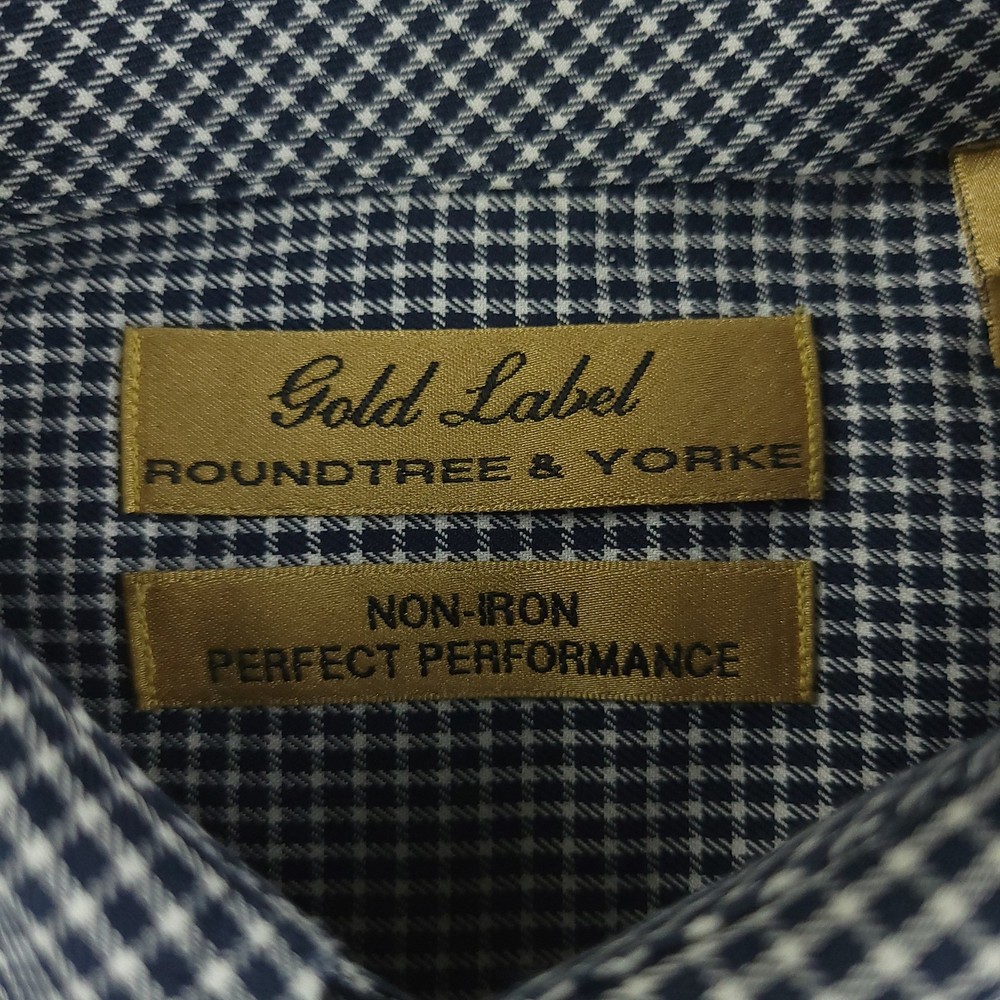 Gold Label
ROUNDTREE & YORKE
NON-IRON
PERFECT PERFORMANCE